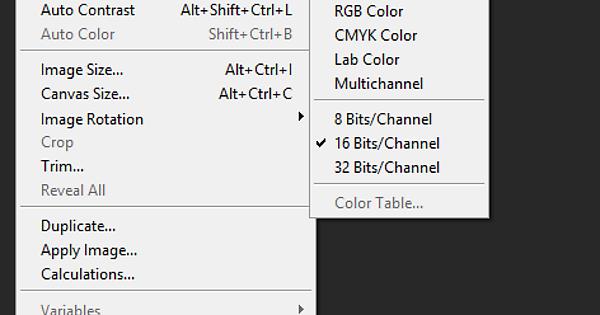 Auto Contrast Alt+Shift+Ctrl+L
Auto Color Shift+Ctrl+B
Image Size... Alt+Ctrl+I
Canvas Size... Alt+Ctrl+C
Image Rotation
Crop
Trim...
Reveal All
Duplicate...
Apply Image...
Calculations...
Variables
RGB Color
CMYK Color
Lab Color
Multichannel
8 Bits/Channel
16 Bits/Channel
32 Bits/Channel
Color Table...